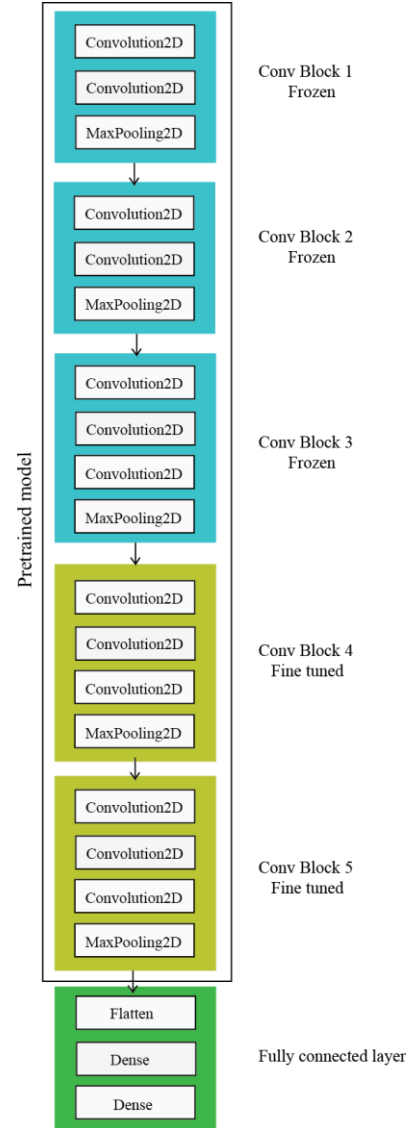 Convolution2D
Convolution2D
MaxPooling2D
Conv Block 1
Frozen
Convolution2D
Convolution2D
MaxPooling2D
Conv Block 2
Frozen
Convolution2D
Convolution2D
Convolution2D
MaxPooling2D
Conv Block 3
Frozen
Pretrained model
Convolution2D
Convolution2D
Convolution2D
MaxPooling2D
Conv Block 4
Fine tuned
Convolution2D
Convolution2D
Convolution2D
MaxPooling2D
Conv Block 5
Fine tuned
Flatten
Dense
Dense
Fully connected layer